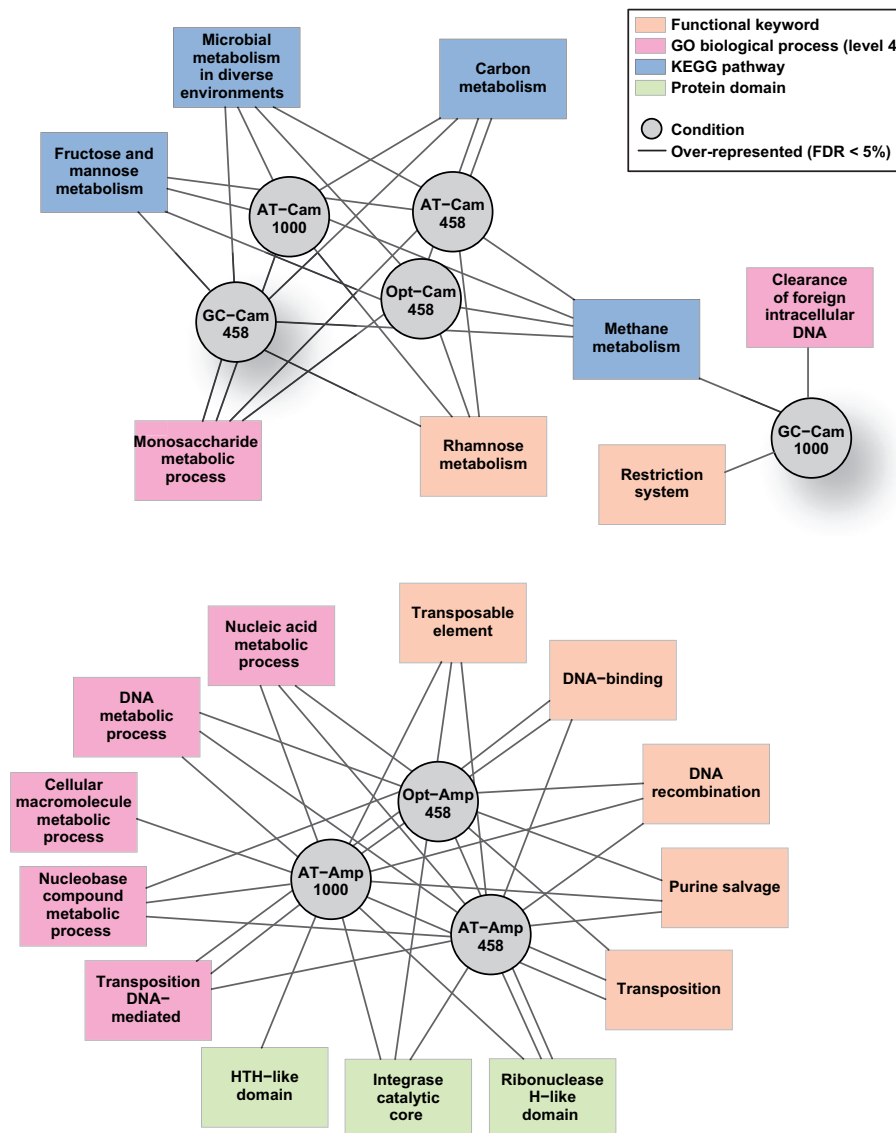 Microbial
metabolism
in diverse
environments
Carbon
metabolism
Functional keyword
GO biological process (level 4
KEGG pathway
Protein domain
Condition
Over−represented (FDR < 5%)
Fructose and
mannose
metabolism
AT−Cam
1000
AT−Cam
458
Opt−Cam
458
GC−Cam
458
Clearance
of foreign
intracellular
DNA
Methane
metabolism
Monosaccharide
metabolic
process
Rhamnose
metabolism
GC−Cam
1000
Restriction
system
Nucleic acid
metabolic
process
Transposable
element
DNA−binding
DNA
metabolic
process
Cellular
macromolecule
metabolic
process
Opt−Amp
458
DNA
recombination
AT−Amp
1000
Nucleobase
compound
metabolic
process
Purine salvage
AT−Amp
458
Transposition
DNA−
mediated
Transposition
HTH−like
domain
Integrase
catalytic
core
Ribonuclease
H−like
domain